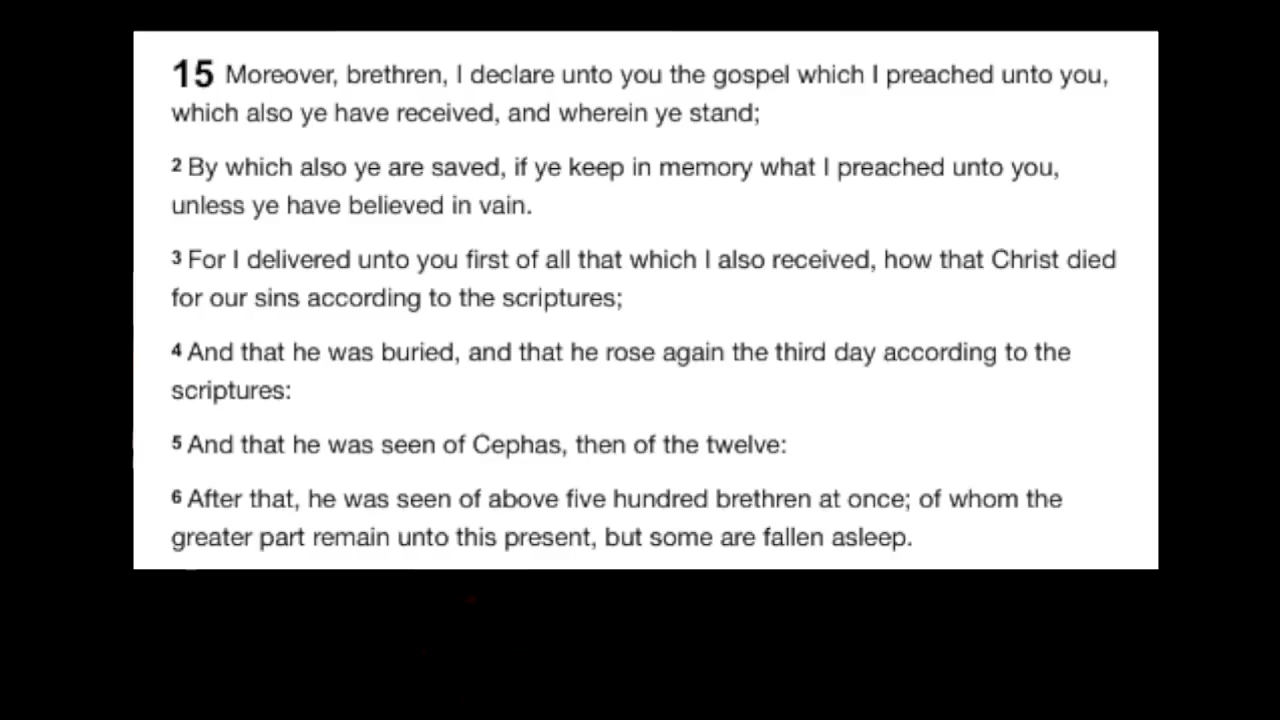 15 Moreover, brethren, I declare unto you the gospel which I preached unto you,
which also ye have received, and wherein ye stand;
2 By which also ye are saved, if ye keep in memory what I preached unto you,
unless ye have believed in vain.
3 For I delivered unto you first of all that which I also received, how that Christ died
for our sins according to the scriptures;
4 And that he was buried, and that he rose again the third day according to the
scriptures:
5 And that he was seen of Cephas, then of the twelve:
6 After that, he was seen of above five hundred brethren at once; of whom the
greater part remain unto this present, but some are fallen asleep.